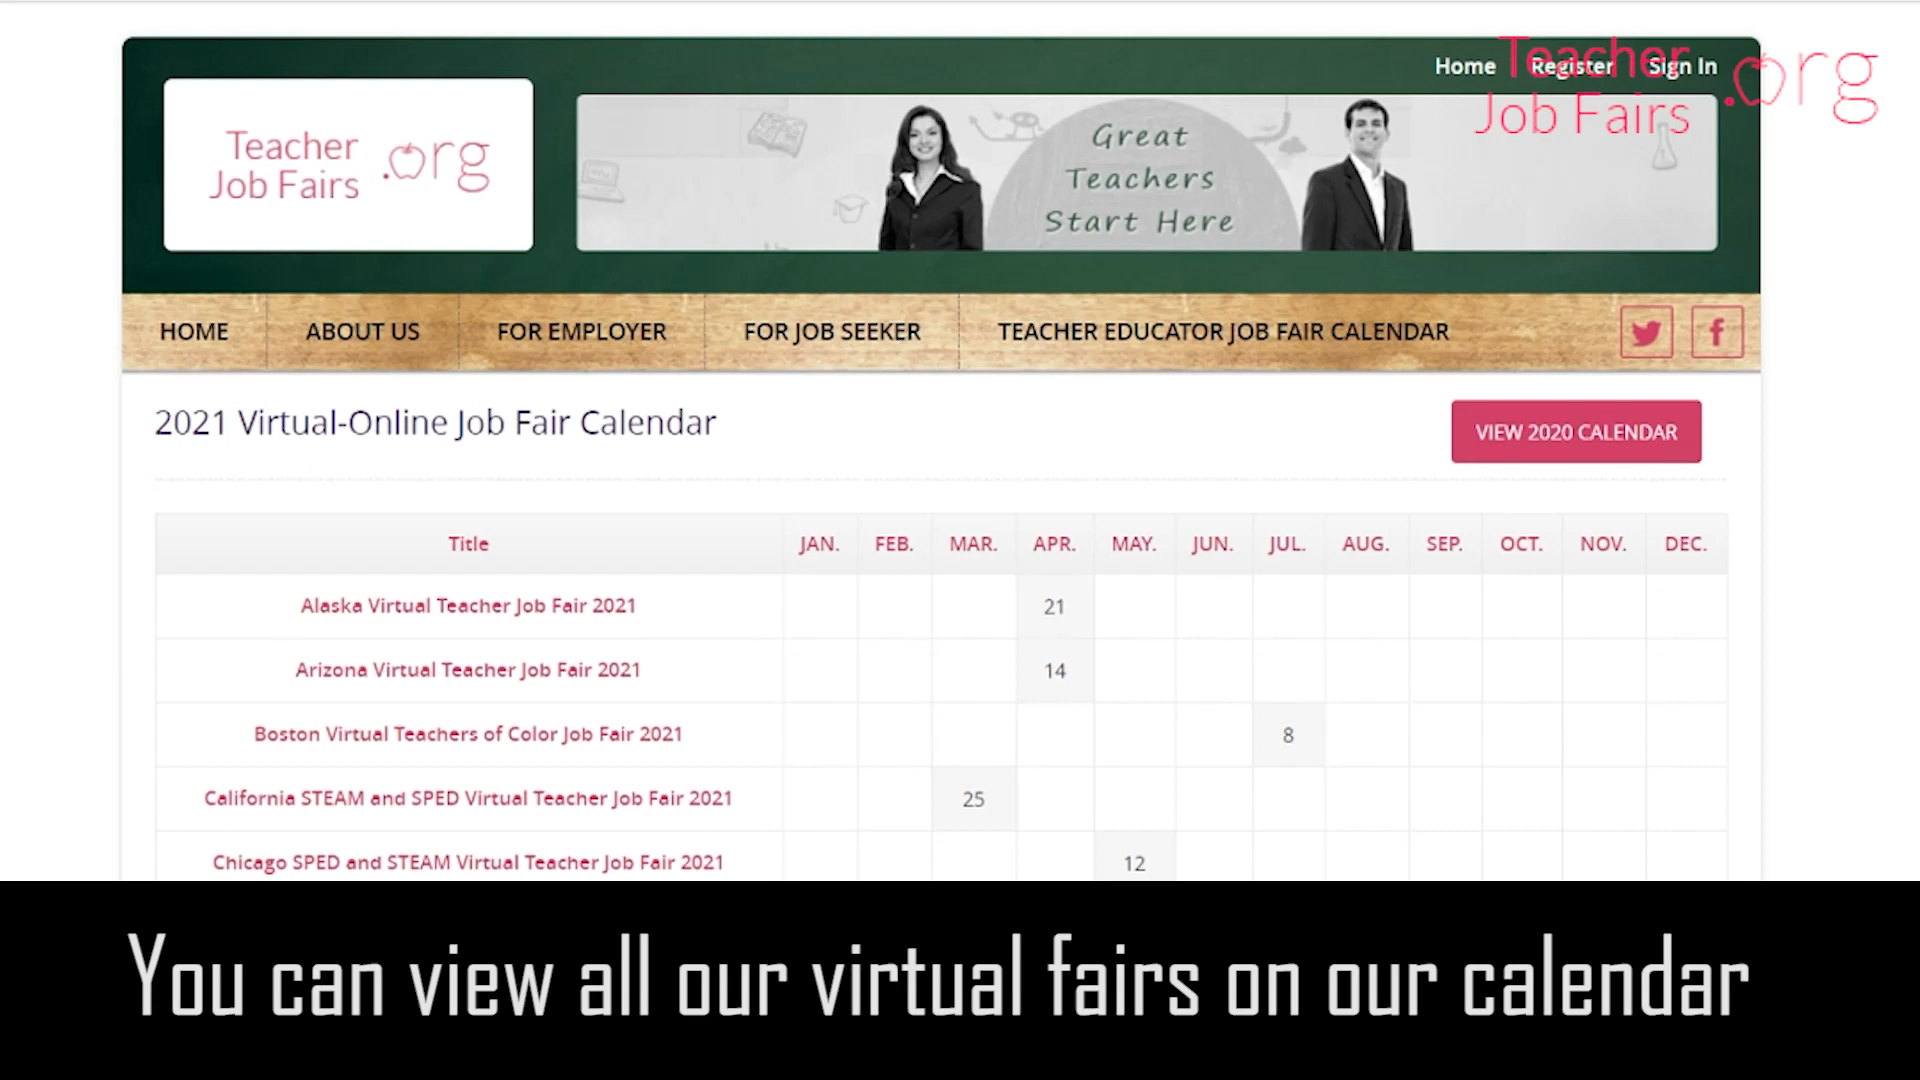 Home Register Sign In
Teacher
Job Fairs
.org
Teacher
Job Fairs
.org
Great
Teachers
Start Here
HOME ABOUT US FOR EMPLOYER FOR JOB SEEKER TEACHER EDUCATOR JOB FAIR CALENDAR
2021 Virtual-Online Job Fair Calendar
VIEW 2020 CALENDAR
Title JAN. FEB. MAR. APR. MAY. JUN. JUL. AUG. SEP. OCT. NOV. DEC.
Alaska Virtual Teacher Job Fair 2021 21
Arizona Virtual Teacher Job Fair 2021 14
Boston Virtual Teachers of Color Job Fair 2021 8
California STEAM and SPED Virtual Teacher Job Fair 2021 25
Chicago SPED and STEAM Virtual Teacher Job Fair 2021 12
You can view all our virtual fairs on our calendar